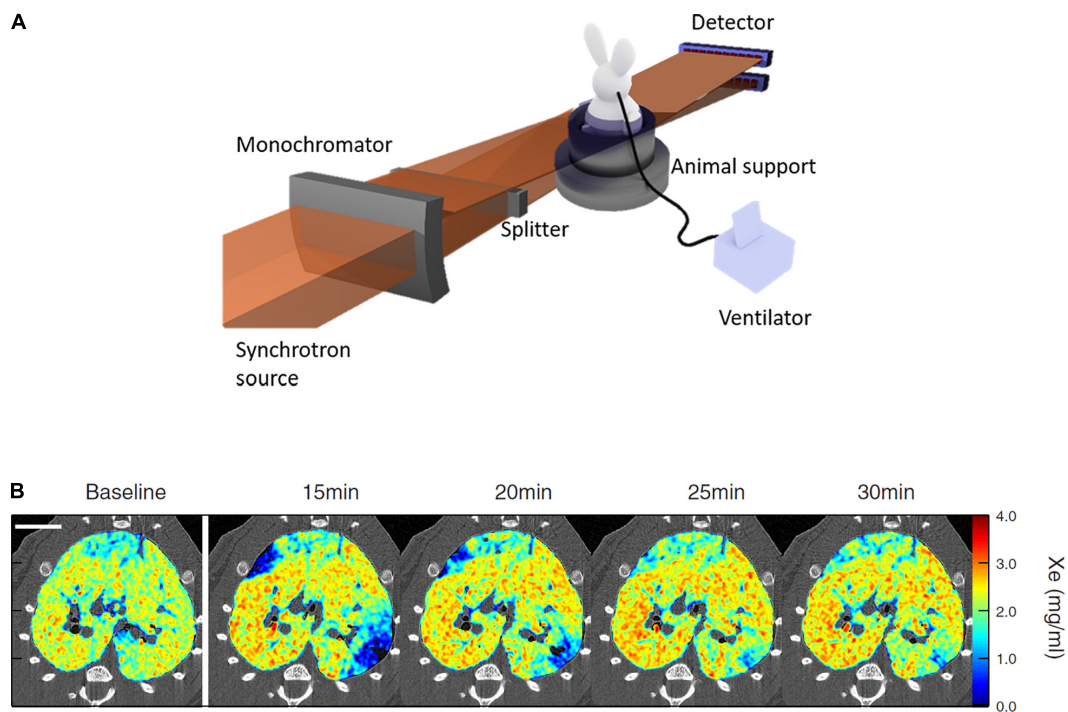 A
Detector
Monochromator
Animal support
Splitter
Ventilator
Synchrotron
source
B
Baseline
15min
20min
25min
30min
4.0
3.0
2.0
1.0
0.0
Xe (mg/ml)